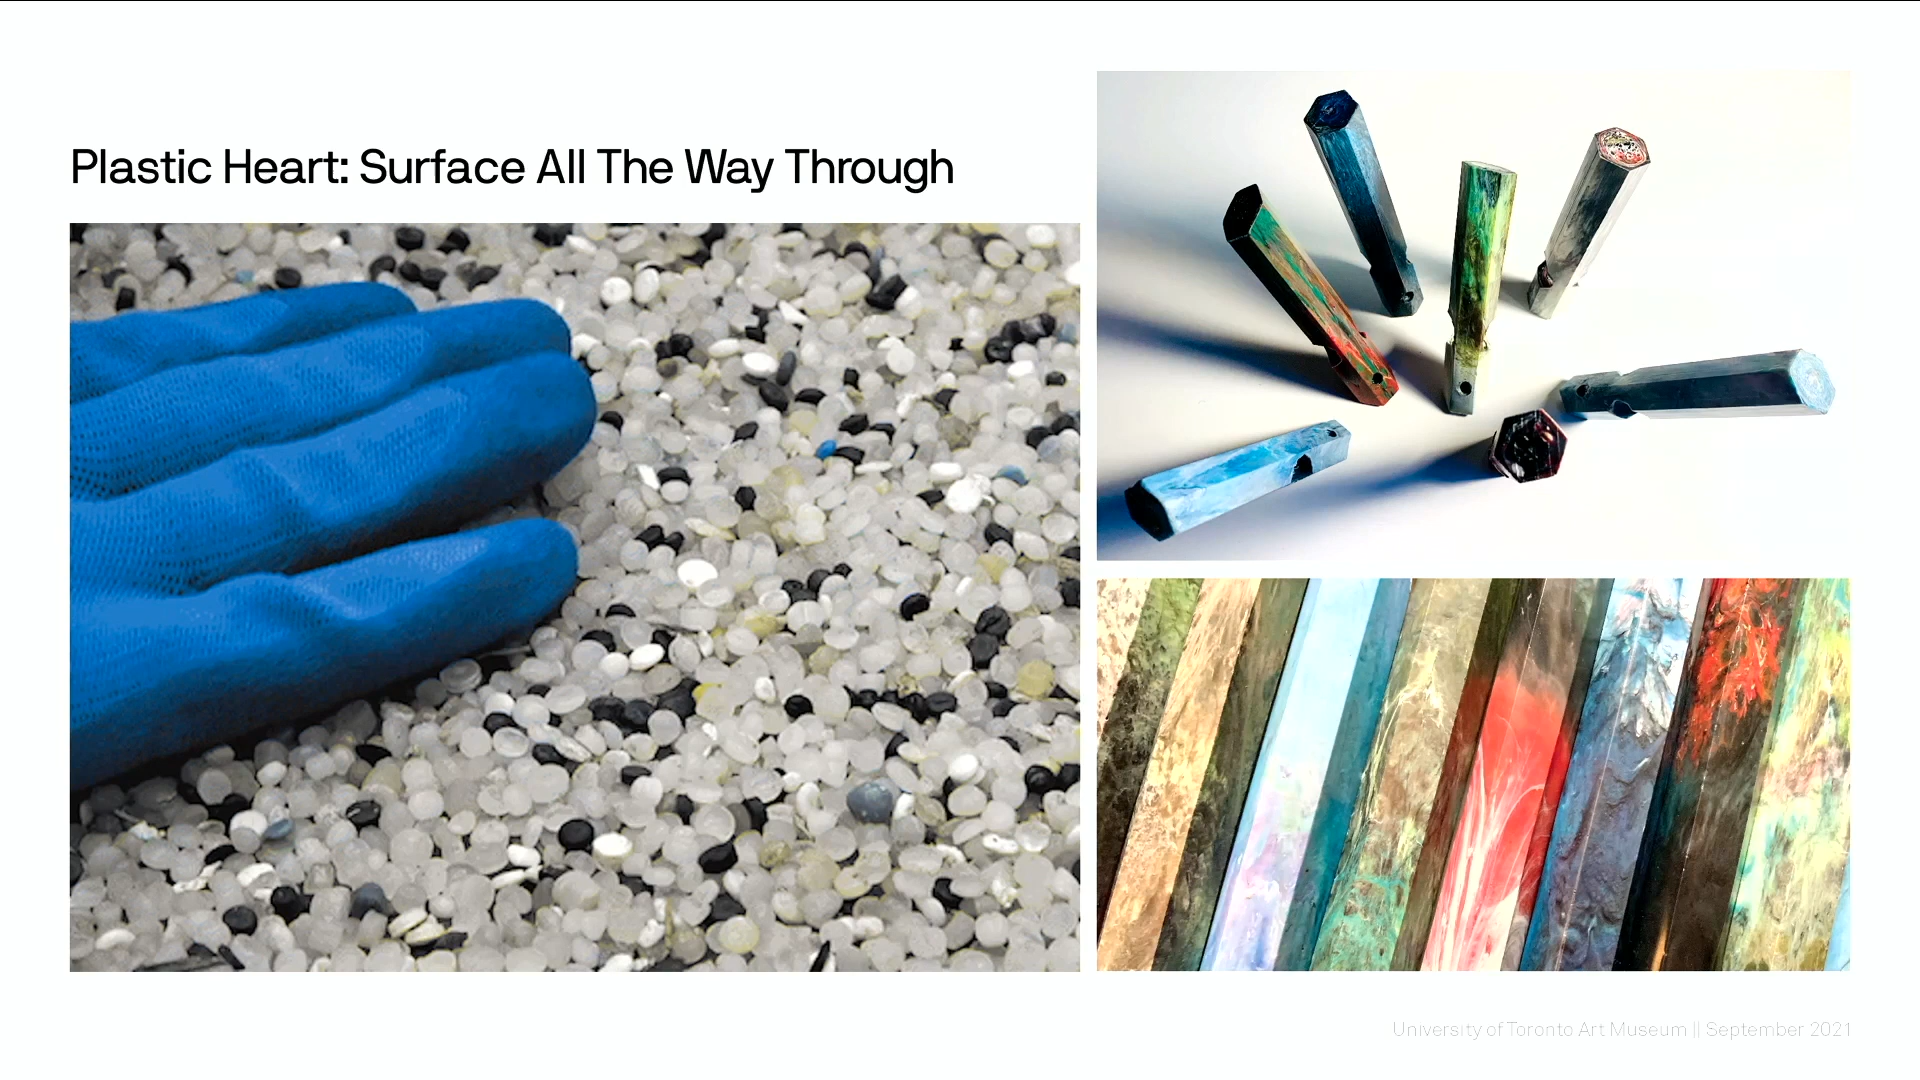 Plastic Heart: Surface All The Way Through
University of Toronto Art Museum || September 2021